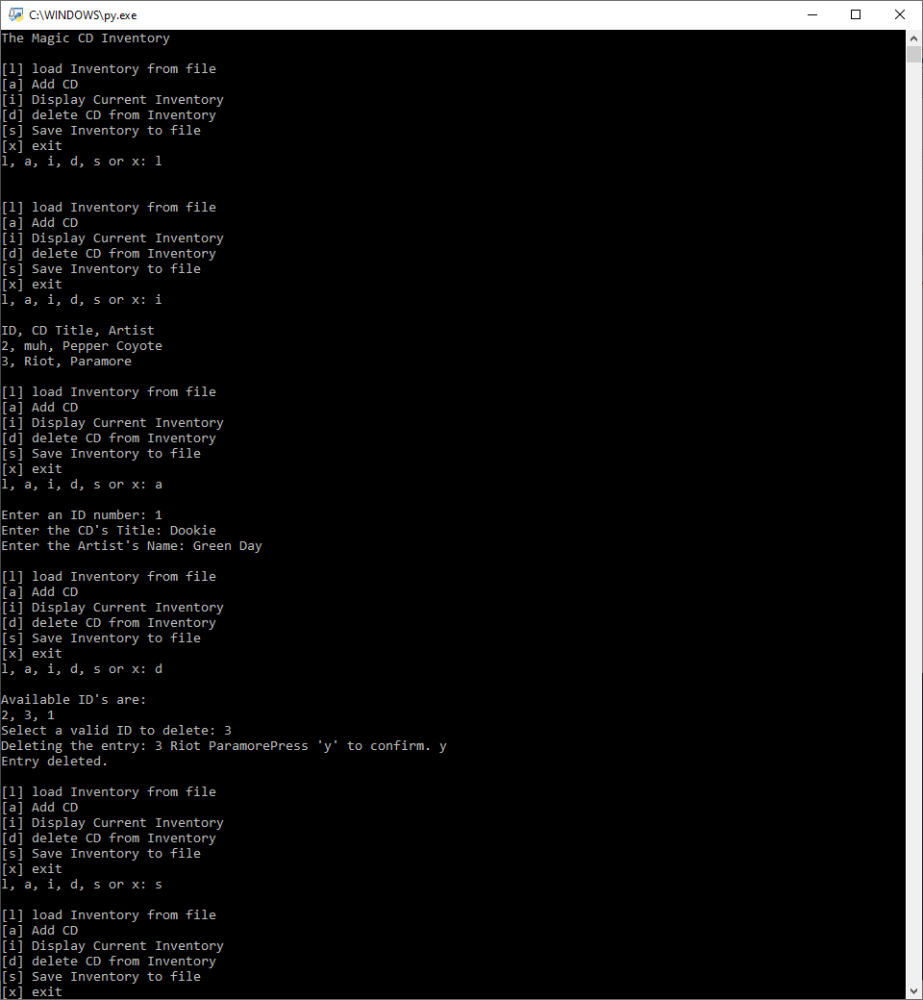 C:\WINDOWS\py.exe
The Magic CD Inventory
[l] load Inventory from file
[a] Add CD
[i] Display Current Inventory
[d] delete CD from Inventory
[s] Save Inventory to file
[x] exit
l, a, i, d, s or x: l
[l] load Inventory from file
[a] Add CD
[i] Display Current Inventory
[d] delete CD from Inventory
[s] Save Inventory to file
[x] exit
l, a, i, d, s or x: i
ID, CD Title, Artist
2, muh, Pepper Coyote
3, Riot, Paramore
[l] load Inventory from file
[a] Add CD
[i] Display Current Inventory
[d] delete CD from Inventory
[s] Save Inventory to file
[x] exit
l, a, i, d, s or x: a
Enter an ID number: 1
Enter the CD's Title: Dookie
Enter the Artist's Name: Green Day
[l] load Inventory from file
[a] Add CD
[i] Display Current Inventory
[d] delete CD from Inventory
[s] Save Inventory to file
[x] exit
l, a, i, d, s or x: d
Available ID's are:
2, 3, 1
Select a valid ID to delete: 3
Deleting the entry: 3 Riot ParamorePress 'y' to confirm. y
Entry deleted.
[l] load Inventory from file
[a] Add CD
[i] Display Current Inventory
[d] delete CD from Inventory
[s] Save Inventory to file
[x] exit
l, a, i, d, s or x: s
[l] load Inventory from file
[a] Add CD
[i] Display Current Inventory
[d] delete CD from Inventory
[s] Save Inventory to file
[x] exit